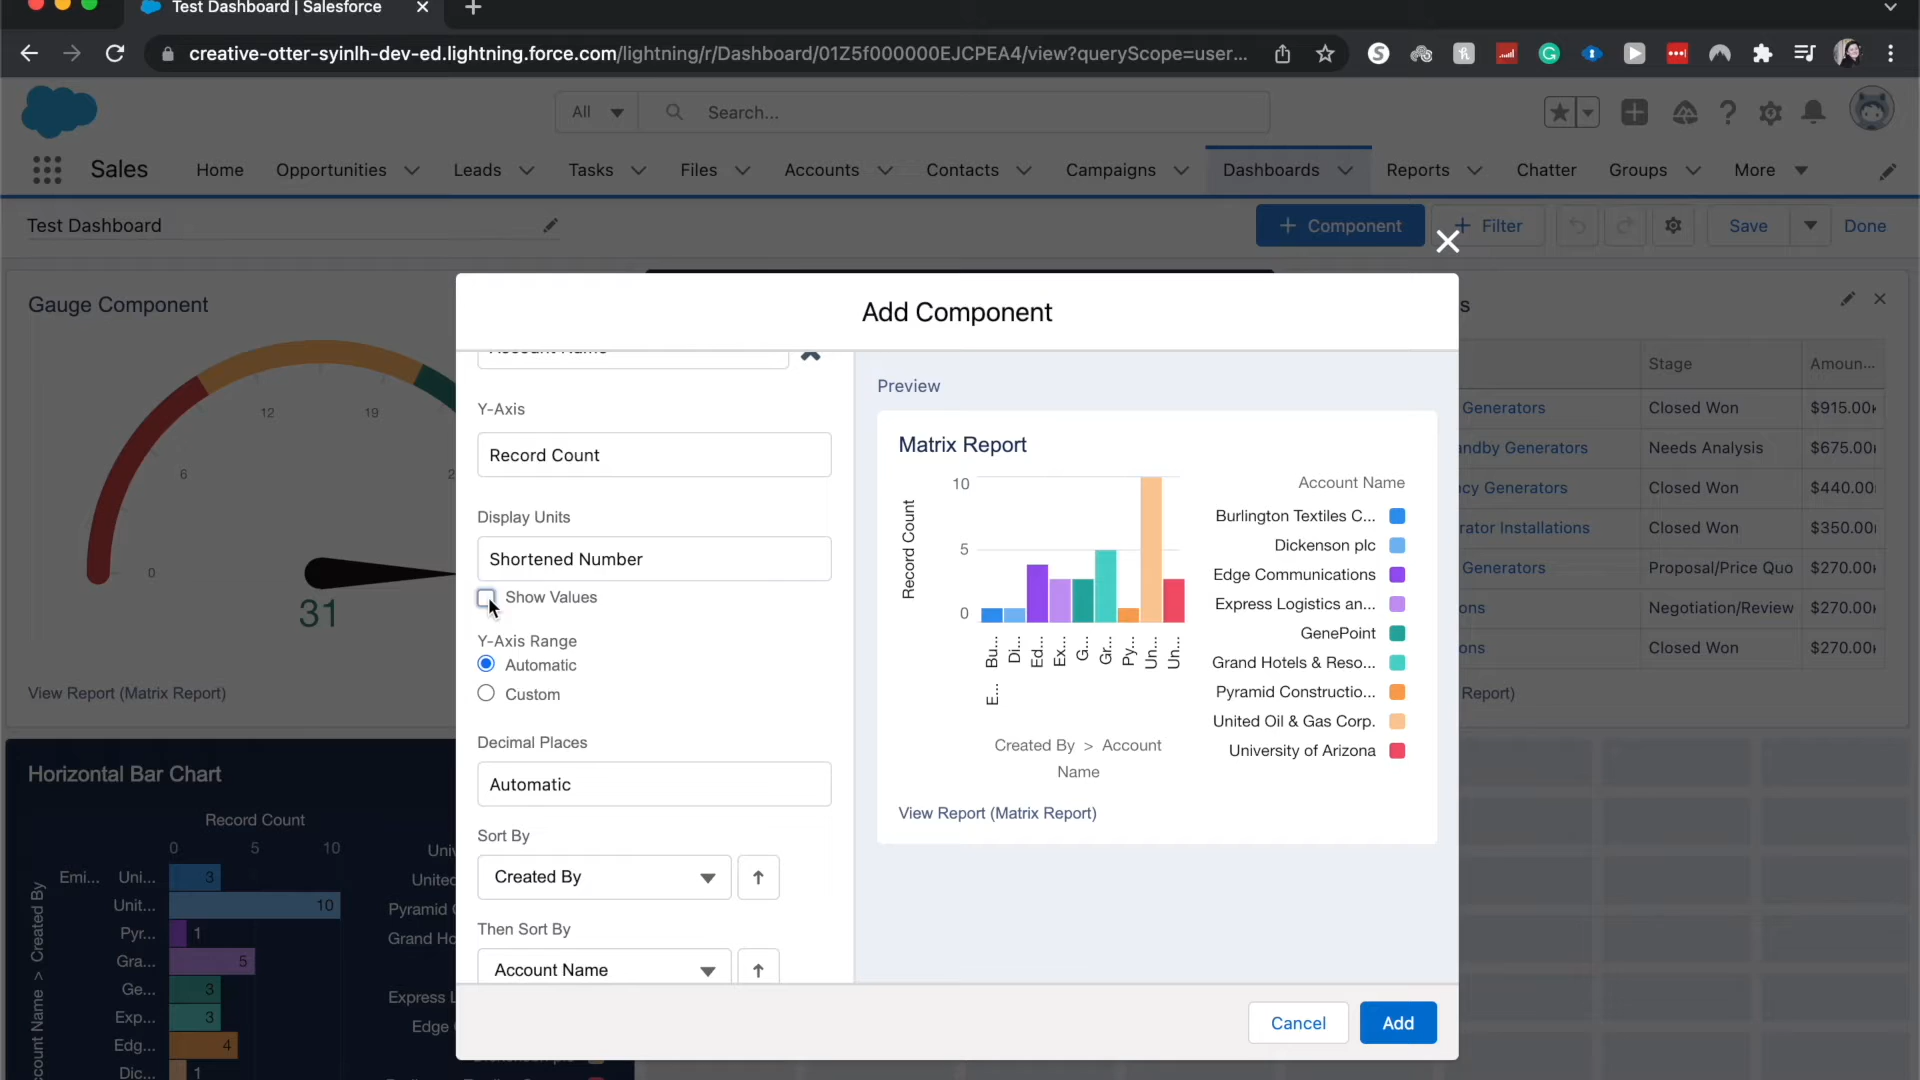 Test Dashboard | Salesforce
creative-otter-syinlh-dev-ed.lightning.force.com/lightning/r/Dashboard/01Z5f000000EJCPEA4/view?queryScope=user...
All
Search...
Sales
Home
Opportunities
Leads
Tasks
Files
Accounts
Contacts
Campaigns
Dashboards
Reports
Chatter
Groups
More
Test Dashboard
+ Component
+ Filter
Save
Done
Gauge Component
0
6
12
19
2
31
View Report (Matrix Report)
Add Component
Account Name
Y-Axis
Record Count
Display Units
Shortened Number
Show Values
Y-Axis Range
Automatic
Custom
Decimal Places
Automatic
Sort By
Created By
Then Sort By
Account Name
Preview
Matrix Report
Record Count
10
5
0
Bu...
Di...
Ed...
Ex...
G...
Gr...
Py...
Un...
Un...
E...
Created By > Account
Name
Account Name
Burlington Textiles C...
Dickenson plc
Edge Communications
Express Logistics an...
GenePoint
Grand Hotels & Reso...
Pyramid Constructio...
United Oil & Gas Corp.
University of Arizona
View Report (Matrix Report)
Cancel
Add
s
Stage
Amoun...
Generators
Closed Won
$915.00
andby Generators
Needs Analysis
$675.00
ncy Generators
Closed Won
$440.00
rator Installations
Closed Won
$350.00
Generators
Proposal/Price Quo
$270.00
ons
Negotiation/Review
$270.00
ons
Closed Won
$270.00
Report)
Horizontal Bar Chart
Record Count
0
5
10
ccount Name > Created By
Emi...
Uni...
3
Unit...
10
Pyr...
1
Gra...
5
Ge...
3
Exp...
3
Edg...
4
Dic...
1
Univ
United
Pyramid
Grand Ho
Express L
Edge